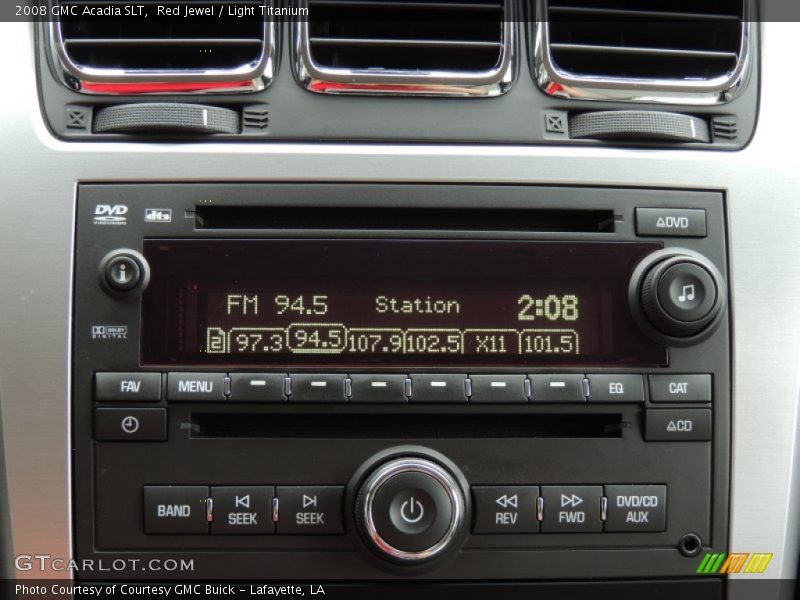 2008 GMC Acadia SLT,  Red Jewel / Light Titanium
DVD
dts
△DVD
i
FM 94.5 Station 2:08
2 97.3 94.5 107.9 102.5 X11 101.5
DOLBY
DIGITAL
FAV MENU EQ CAT
△CD
BAND SEEK SEEK REV FWD DVD/CD
AUX
GTCARLOT.COM
Photo Courtesy of Courtesy GMC Buick - Lafayette, LA